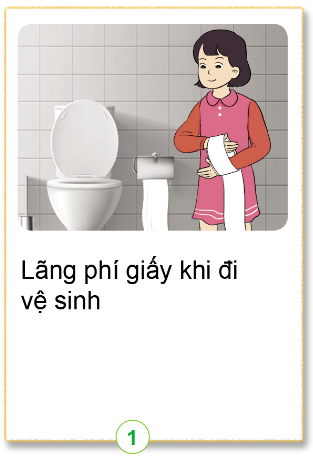 Lãng phí giấy khi đi
vệ sinh
1